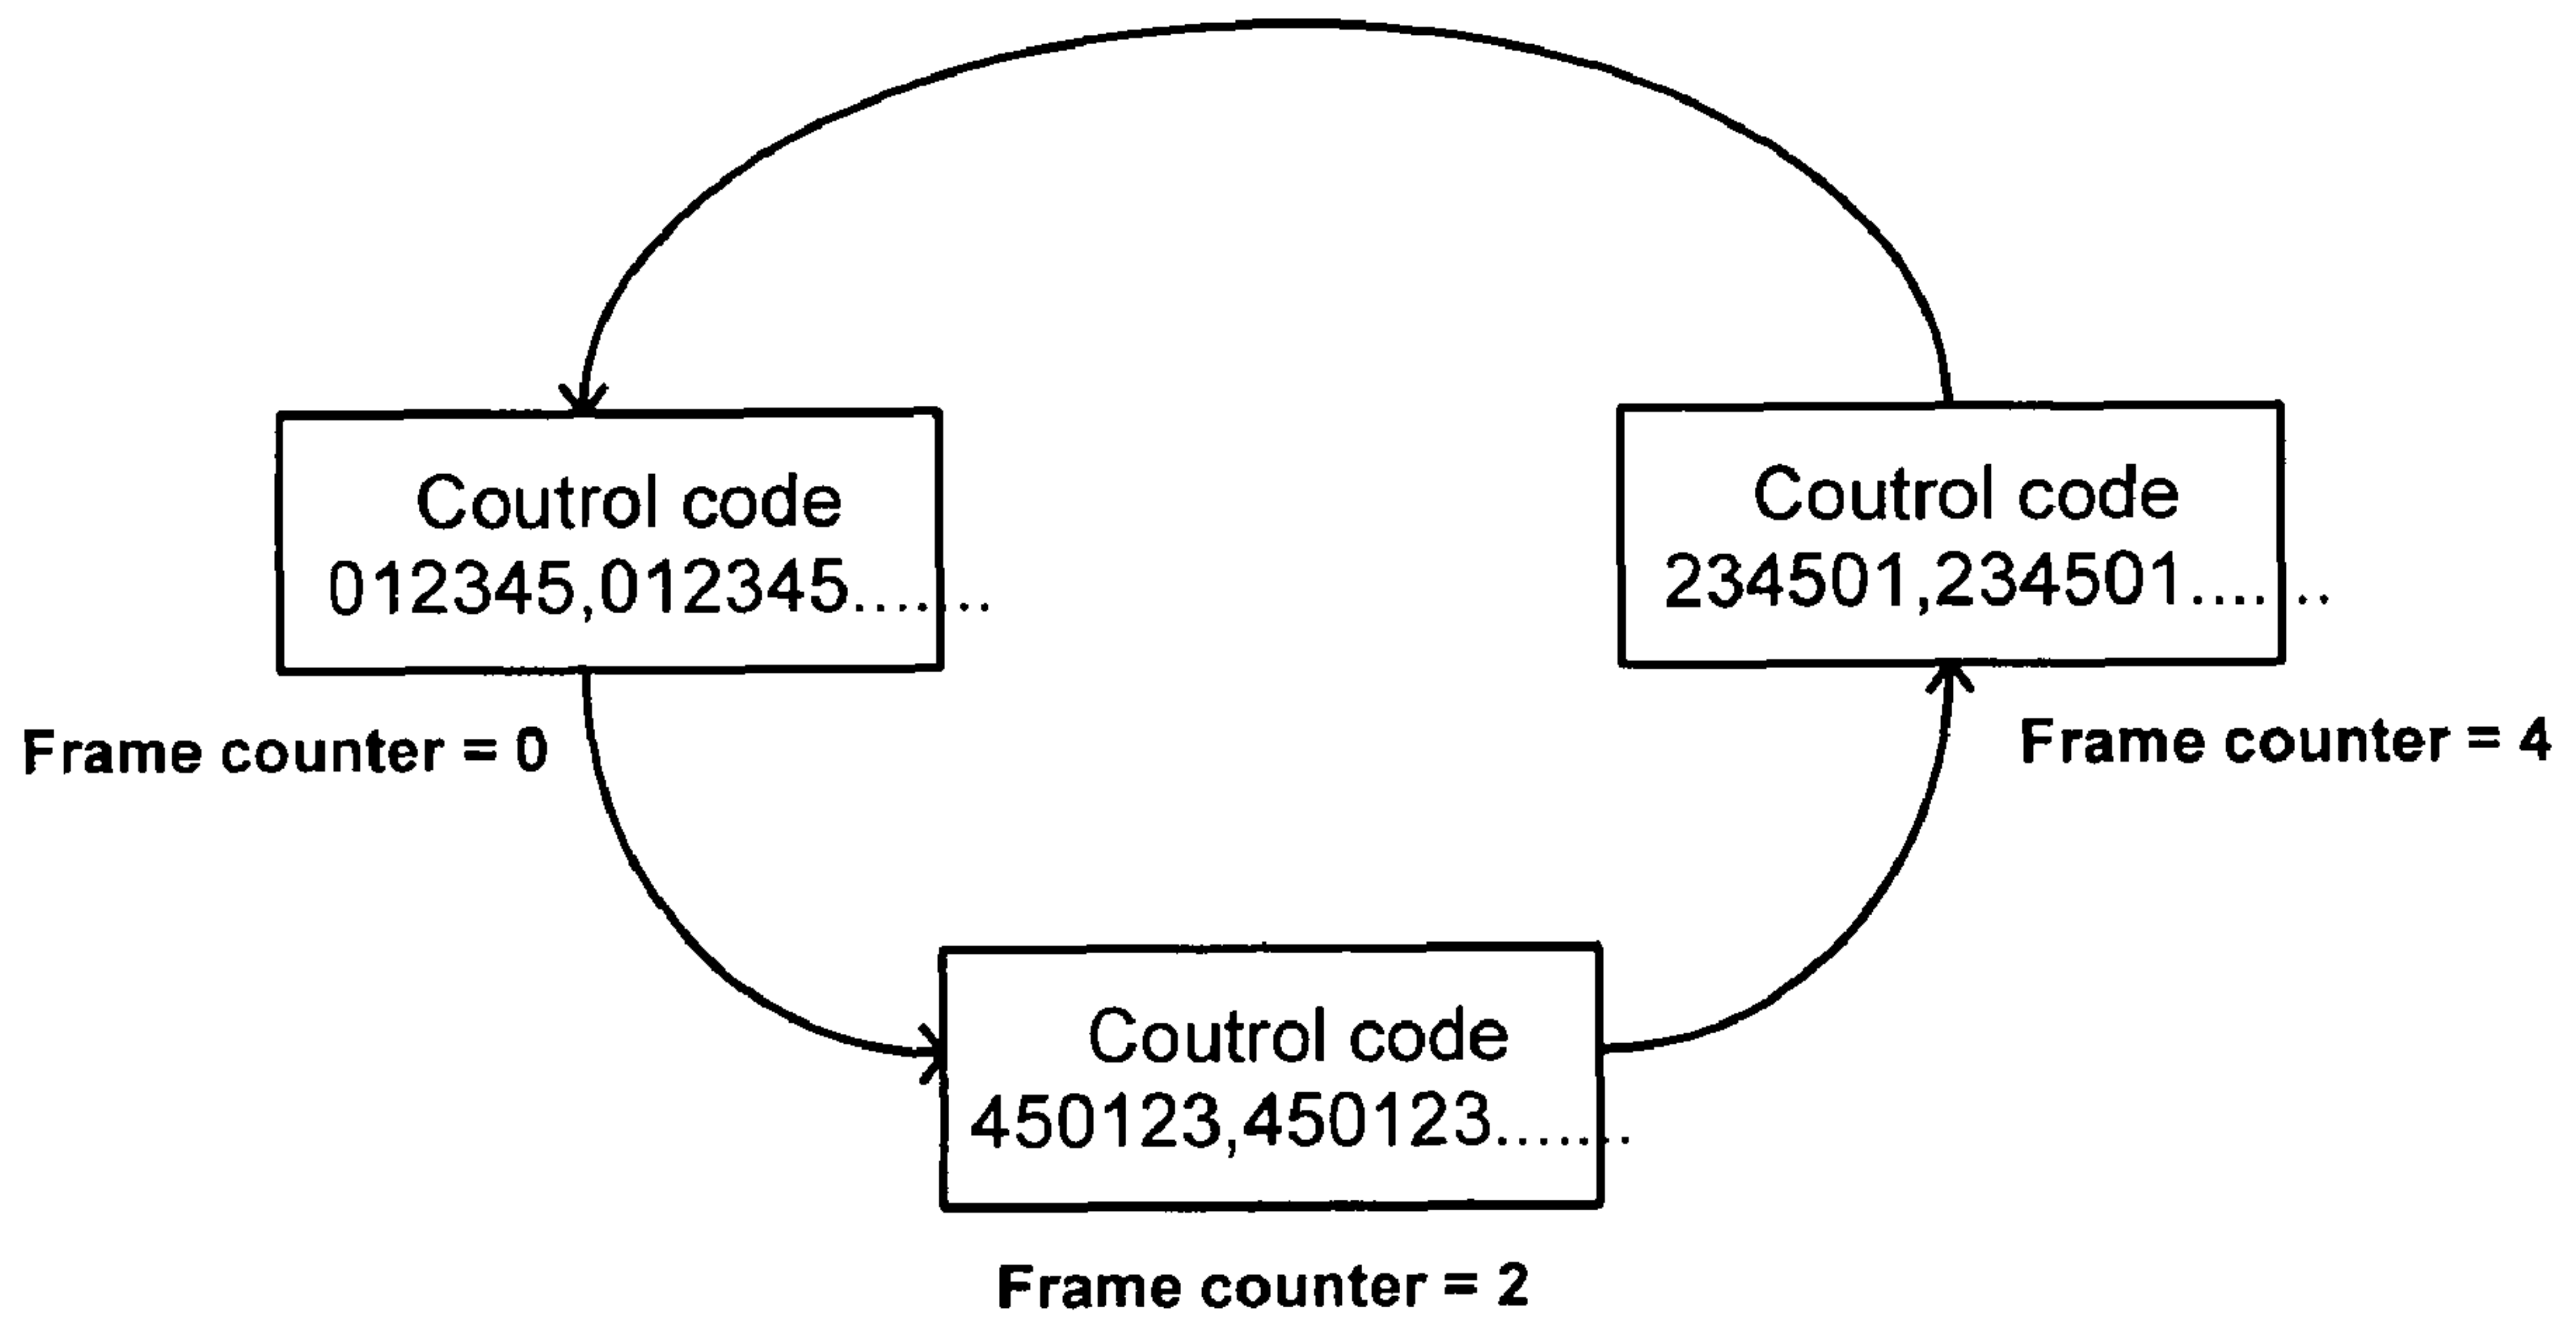 Coutrol code
012345,012345.......
Frame counter = 0
Coutrol code
234501,234501.......
Frame counter = 4
Coutrol code
450123,450123.......
Frame counter = 2